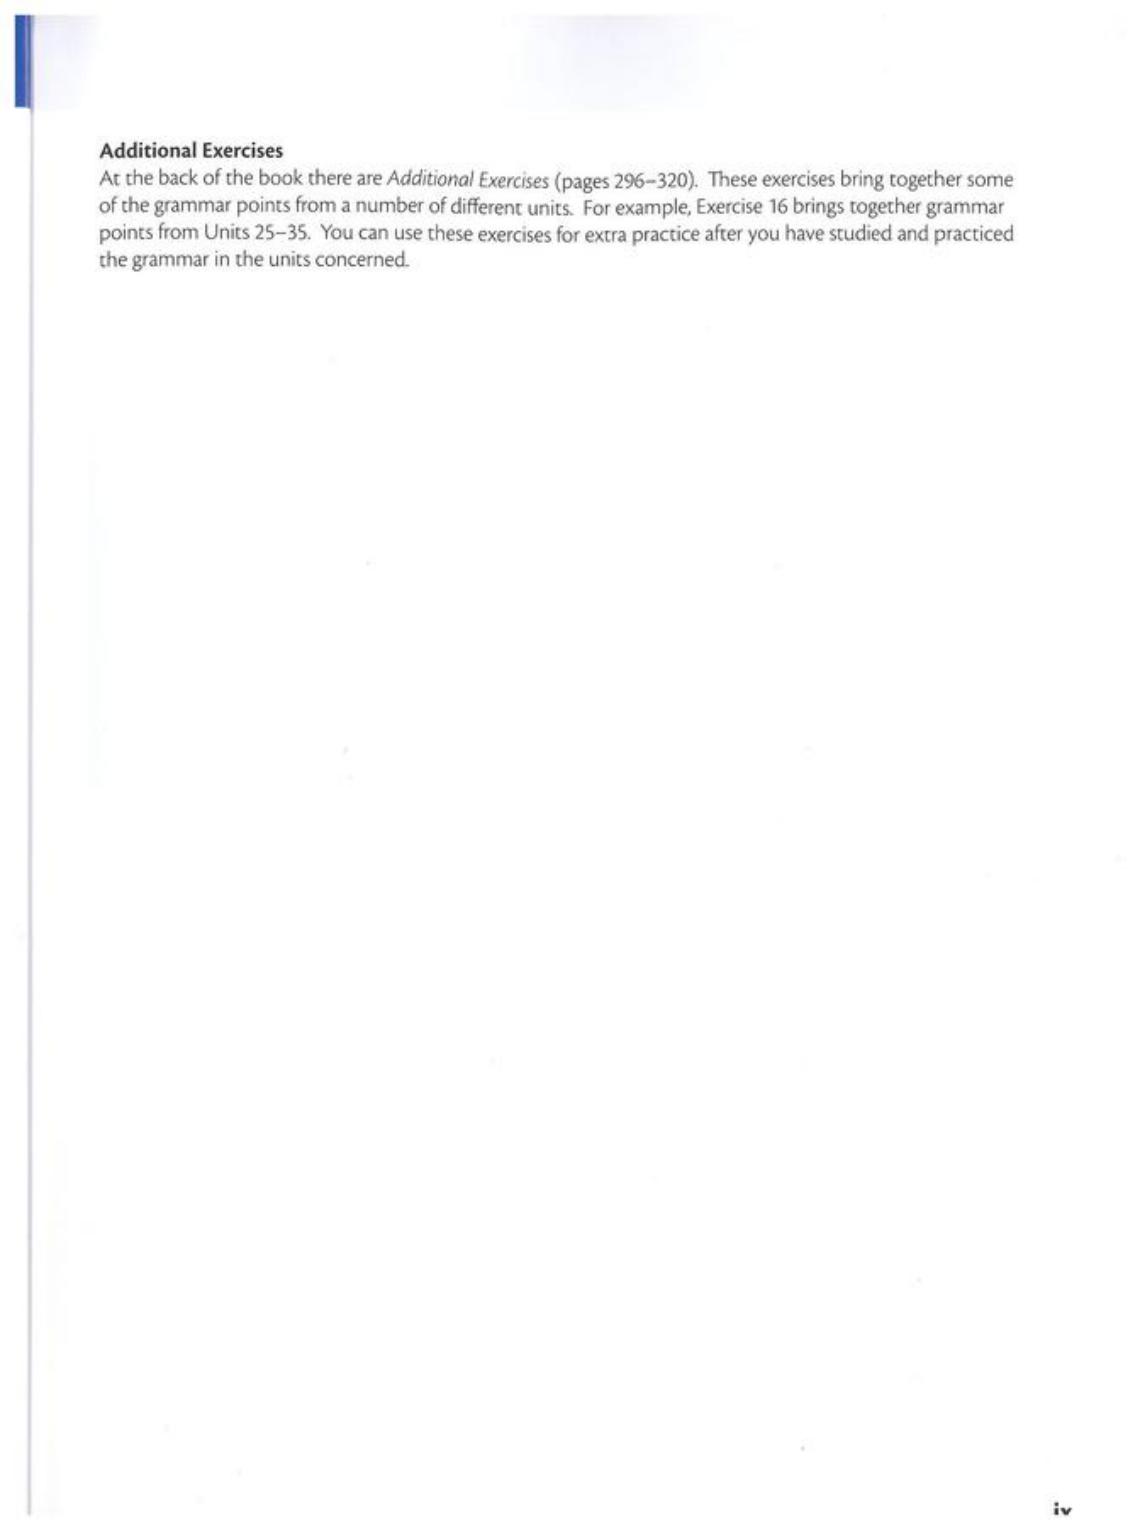 Additional Exercises
At the back of the book there are Additional Exercises (pages 296–320). These exercises bring together some
of the grammar points from a number of different units. For example, Exercise 16 brings together grammar
points from Units 25–35. You can use these exercises for extra practice after you have studied and practiced
the grammar in the units concerned.
iv